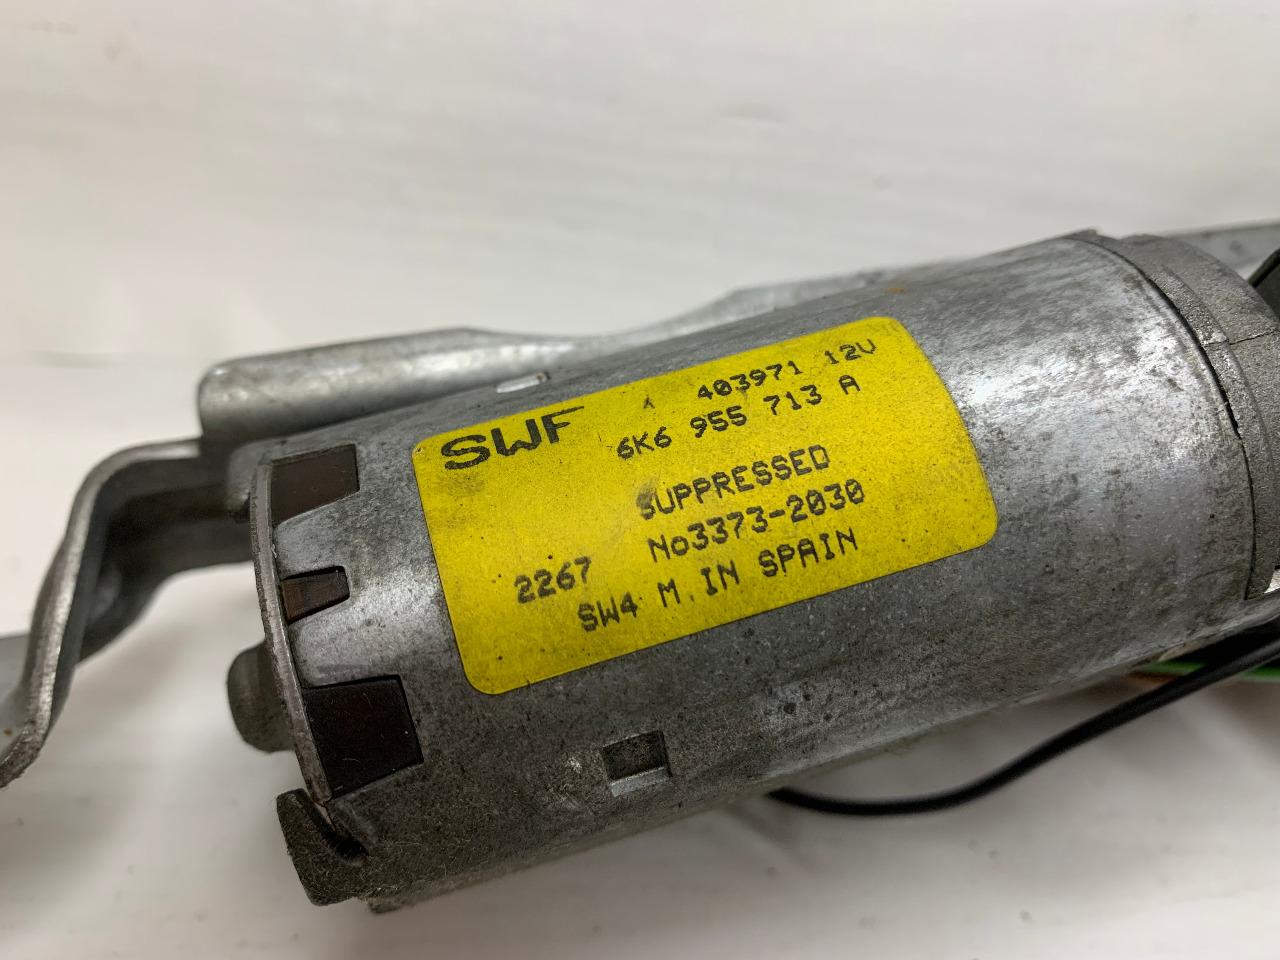 SWF 403971 12V
6K6 955 713 A
SUPPRESSED
2267 No3373-2030
SW4 M.IN SPAIN